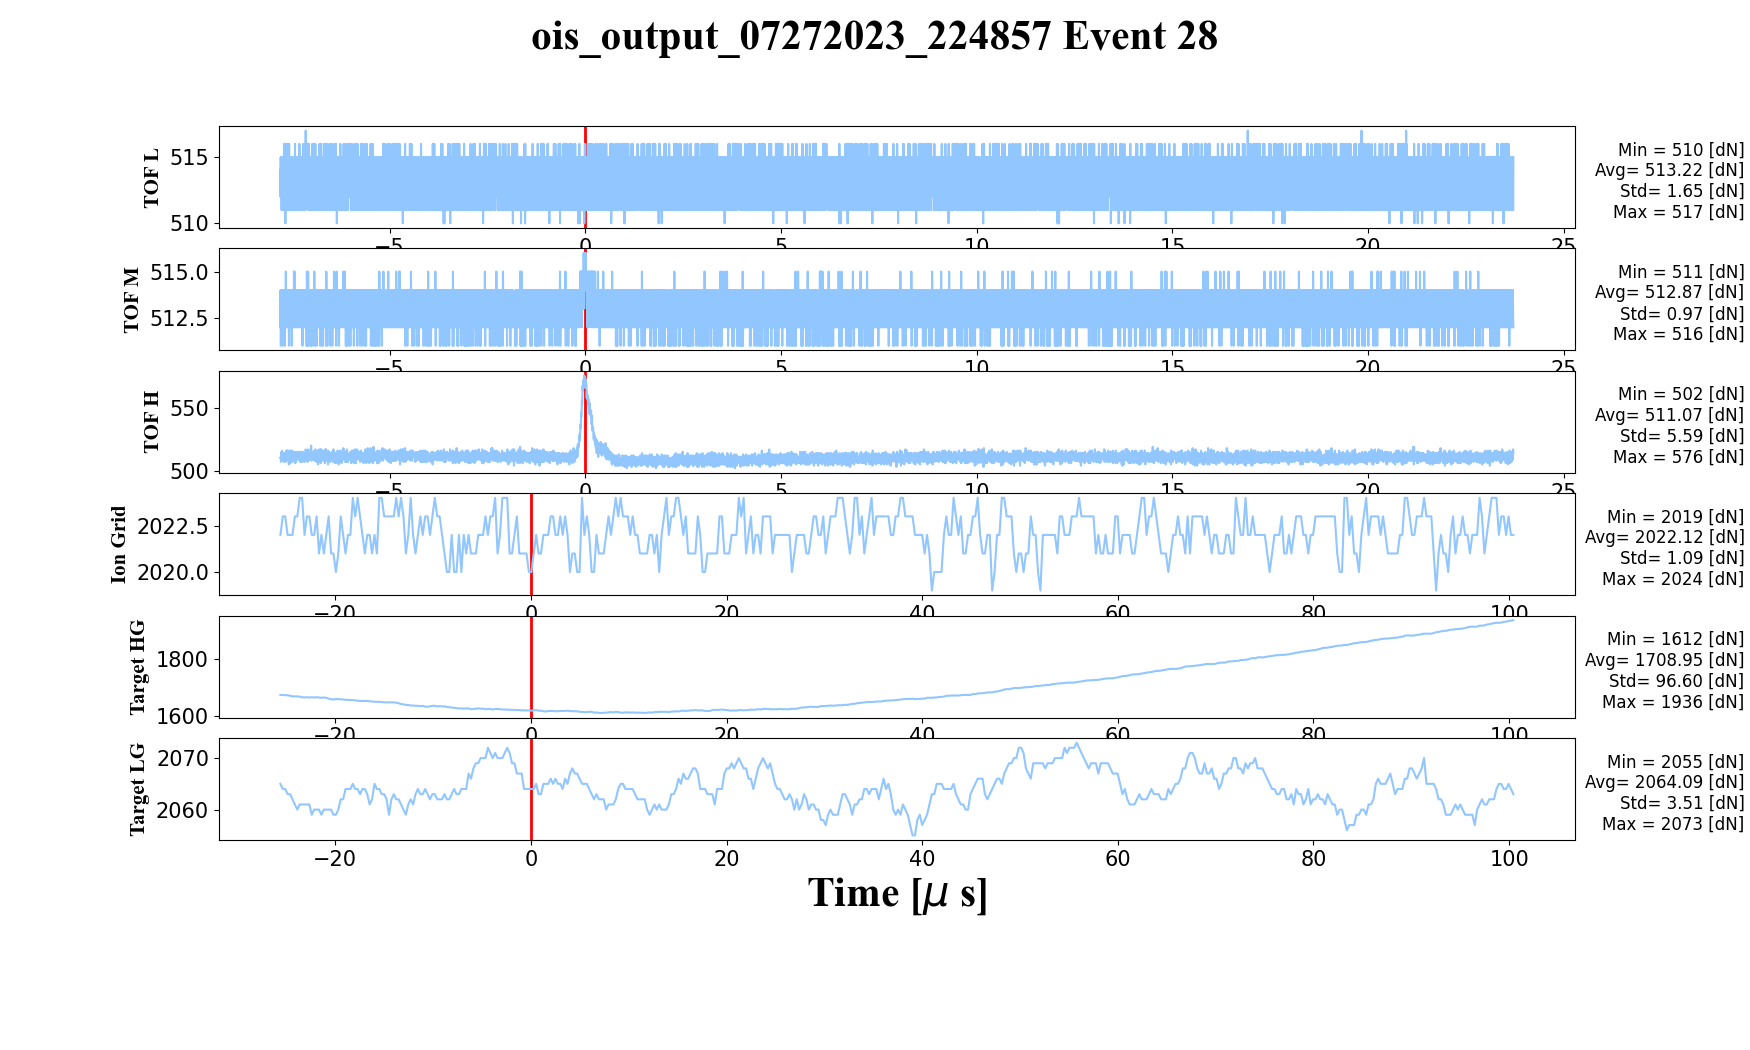 ois_output_07272023_224857 Event 28
TOF L
515
510
−5 0 5 10 15 20 25
Min = 510 [dN]
Avg= 513.22 [dN]
Std= 1.65 [dN]
Max = 517 [dN]
TOF M
515.0
512.5
−5 0 5 10 15 20 25
Min = 511 [dN]
Avg= 512.87 [dN]
Std= 0.97 [dN]
Max = 516 [dN]
TOF H
550
500
−5 0 5 10 15 20 25
Min = 502 [dN]
Avg= 511.07 [dN]
Std= 5.59 [dN]
Max = 576 [dN]
Ion Grid
2022.5
2020.0
−20 0 20 40 60 80 100
Min = 2019 [dN]
Avg= 2022.12 [dN]
Std= 1.09 [dN]
Max = 2024 [dN]
Target HG
1800
1600
−20 0 20 40 60 80 100
Min = 1612 [dN]
Avg= 1708.95 [dN]
Std= 96.60 [dN]
Max = 1936 [dN]
Target LG
2070
2060
−20 0 20 40 60 80 100
Min = 2055 [dN]
Avg= 2064.09 [dN]
Std= 3.51 [dN]
Max = 2073 [dN]
Time [μ s]